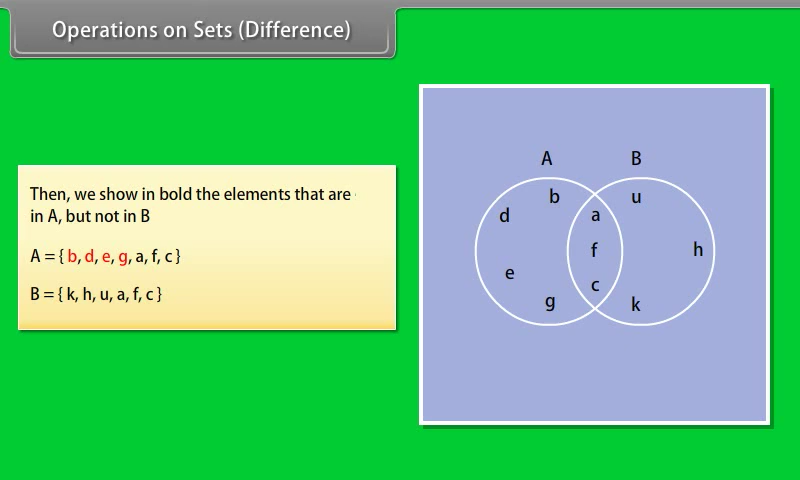 Operations on Sets (Difference)
Then, we show in bold the elements that are
in A, but not in B
A = { b, d, e, g, a, f, c }
B = { k, h, u, a, f, c }
A B
b u
d a
f h
e c
g k